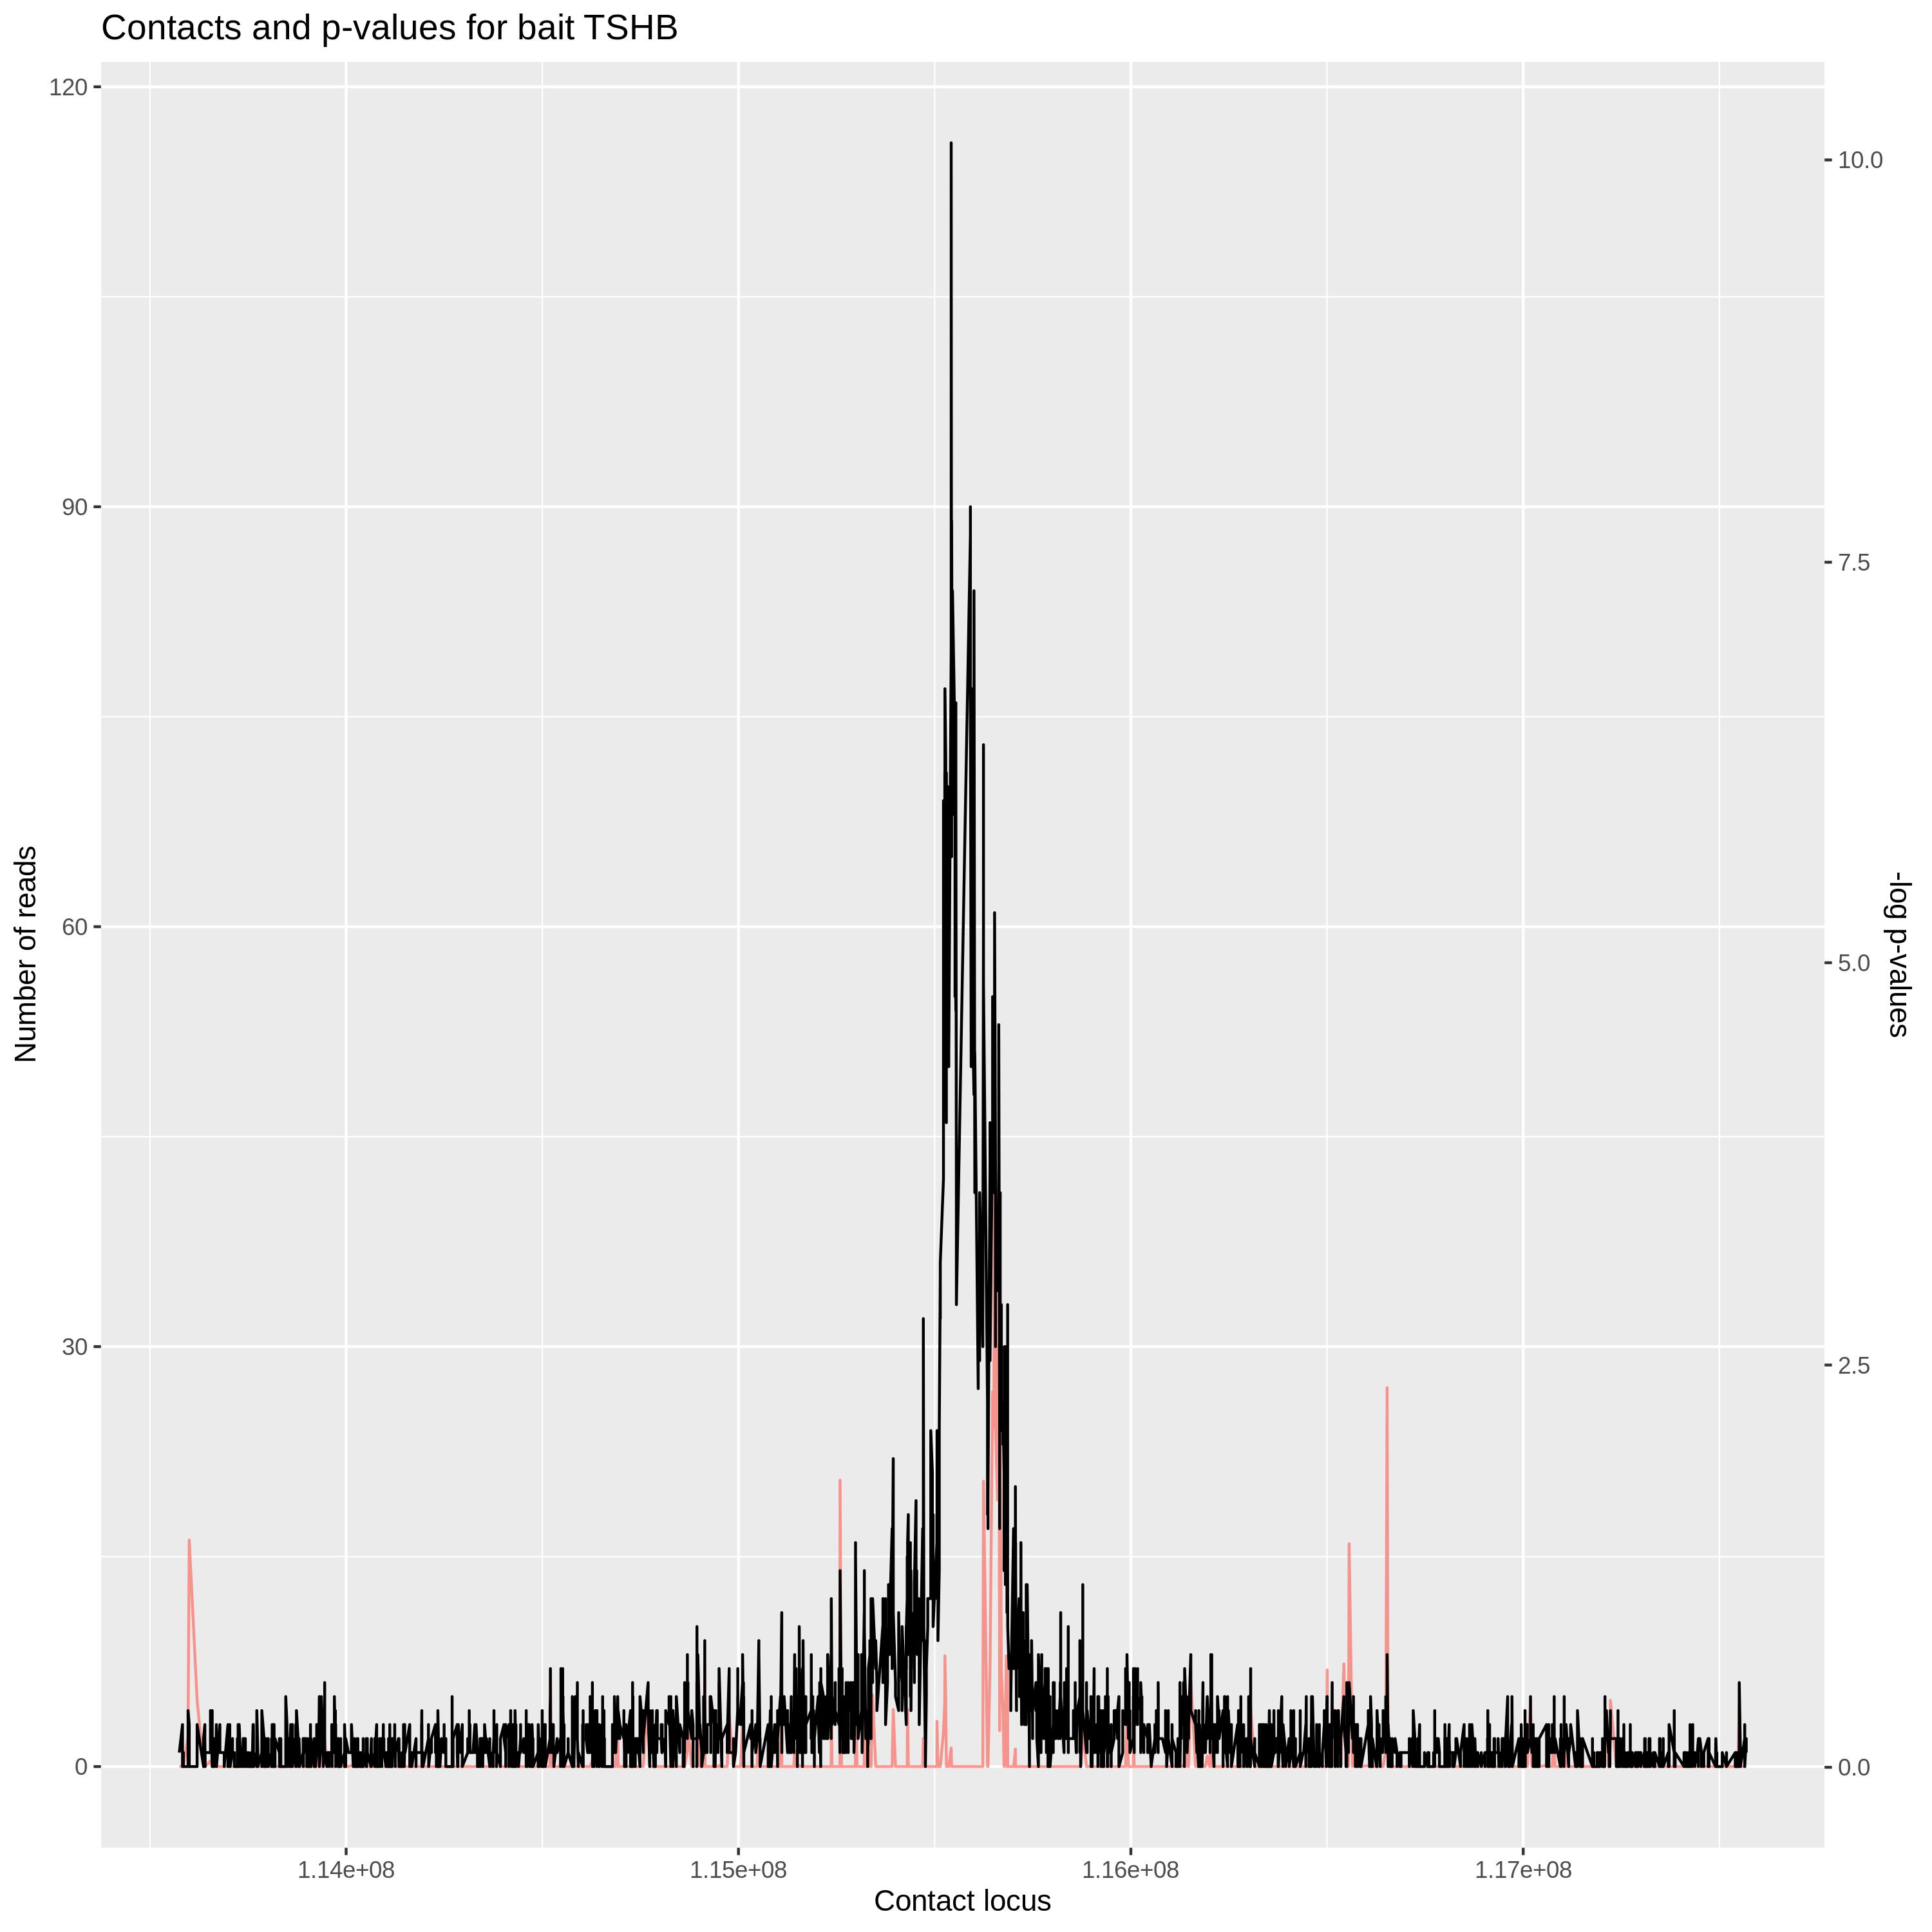 Contacts and p-values for bait TSHB
120
90
60
30
0
Number of reads
10.0
7.5
5.0
2.5
0.0
-log p-values
1.14e+08 1.15e+08 1.16e+08 1.17e+08
Contact locus